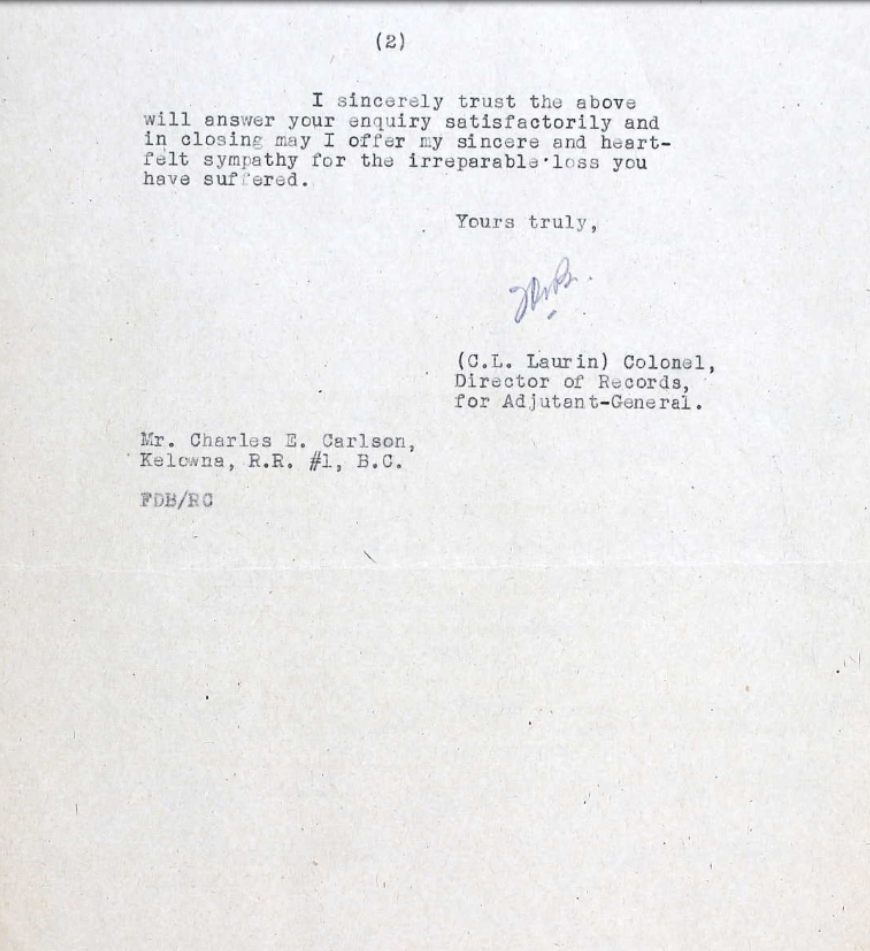 (2)
I sincerely trust the above
will answer your enquiry satisfactorily and
in closing may I offer my sincere and heart-
felt sympathy for the irreparable loss you
have suffered.
Yours truly,
(C.L. Laurin) Colonel,
Director of Records,
for Adjutant-General.
Mr. Charles E. Carlson,
Kelowna, R.R. #1, B.C.
FDB/RC